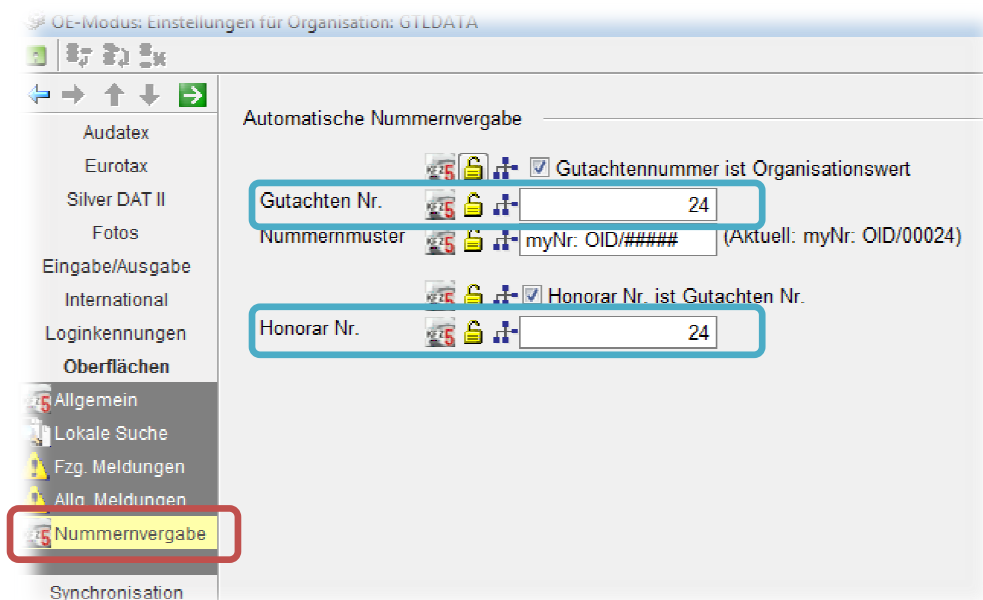 OE-Modus: Einstellungen für Organisation: GTLDATA
Automatische Nummernvergabe
Gutachtennummer ist Organisationswert
Gutachten Nr. 24
Nummernmuster myNr: OID/##### (Aktuell: myNr: OID/00024)
Honorar Nr. ist Gutachten Nr.
Honorar Nr. 24
Audatex
Eurotax
Silver DAT II
Fotos
Eingabe/Ausgabe
International
Loginkennungen
Oberflächen
Allgemein
Lokale Suche
Fzg. Meldungen
Allg. Meldungen
Nummernvergabe
Synchronisation